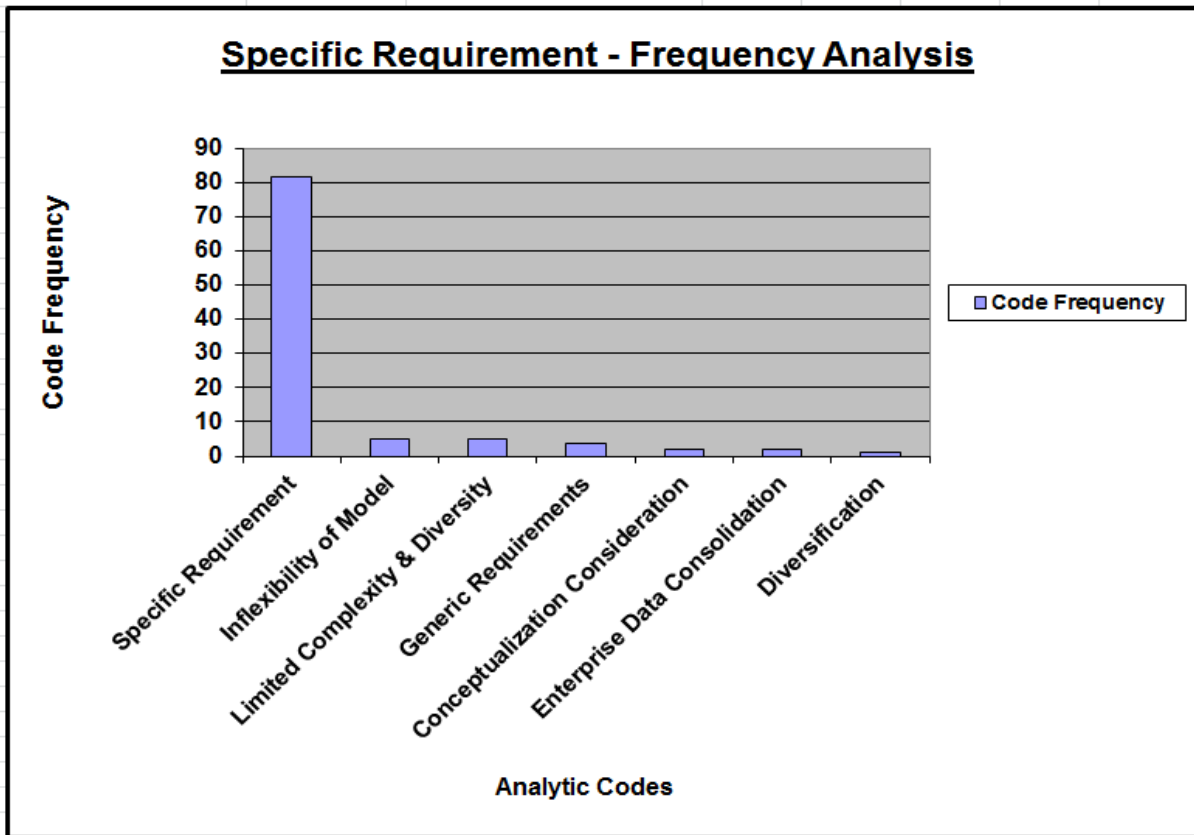 Specific Requirement - Frequency Analysis
Code Frequency
90
80
70
60
50
40
30
20
10
0
Specific Requirement
Inflexibility of Model
Limited Complexity & Diversity
Generic Requirements
Conceptualization Consideration
Enterprise Data Consolidation
Diversification
Analytic Codes
Code Frequency